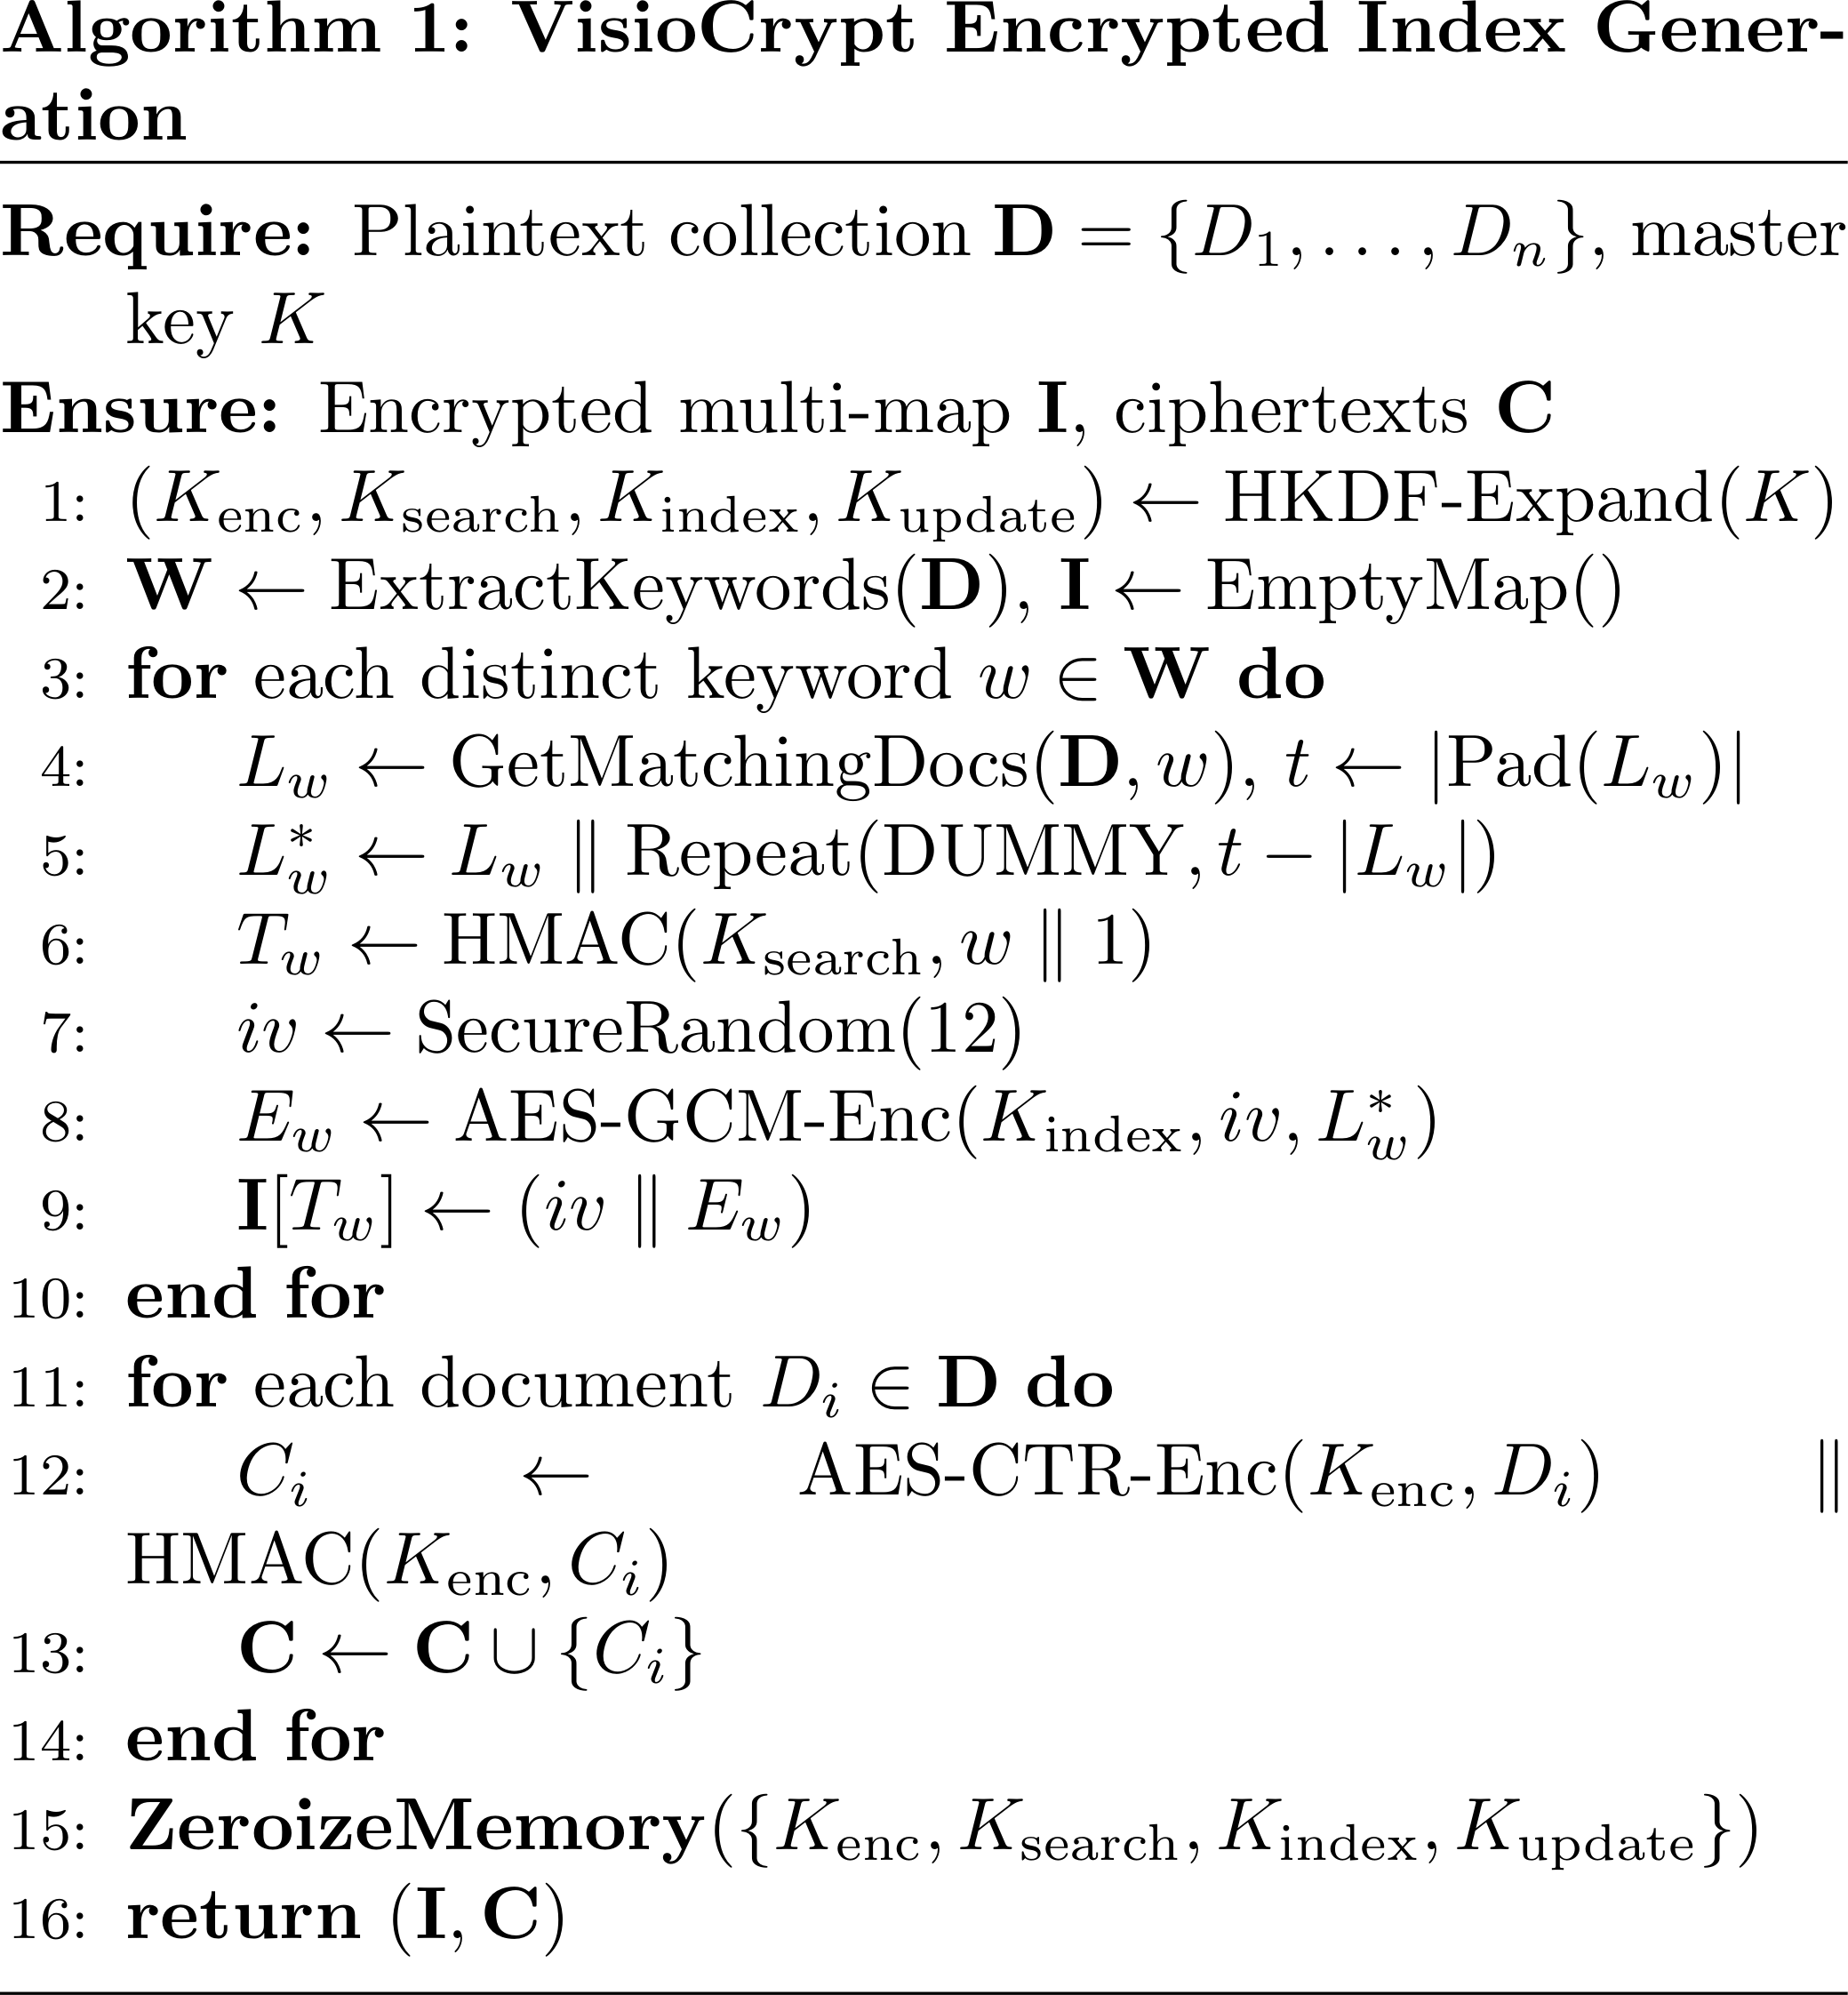 Algorithm 1: VisioCrypt Encrypted Index Gener-
ation
Require: Plaintext collection D = {D₁, . . . , Dₙ}, master
key K
Ensure: Encrypted multi-map I, ciphertexts C
1: (K_enc, K_search, K_index, K_update) ← HKDF-Expand(K)
2: W ← ExtractKeywords(D), I ← EmptyMap()
3: for each distinct keyword w ∈ W do
4: L_w ← GetMatchingDocs(D, w), t ← |Pad(L_w)|
5: L*_w ← L_w ∥ Repeat(DUMMY, t − |L_w|)
6: T_w ← HMAC(K_search, w ∥ 1)
7: iv ← SecureRandom(12)
8: E_w ← AES-GCM-Enc(K_index, iv, L*_w)
9: I[T_w] ← (iv ∥ E_w)
10: end for
11: for each document D_i ∈ D do
12: C_i ← AES-CTR-Enc(K_enc, D_i) ∥
HMAC(K_enc, C_i)
13: C ← C ∪ {C_i}
14: end for
15: ZeroizeMemory({K_enc, K_search, K_index, K_update})
16: return (I, C)